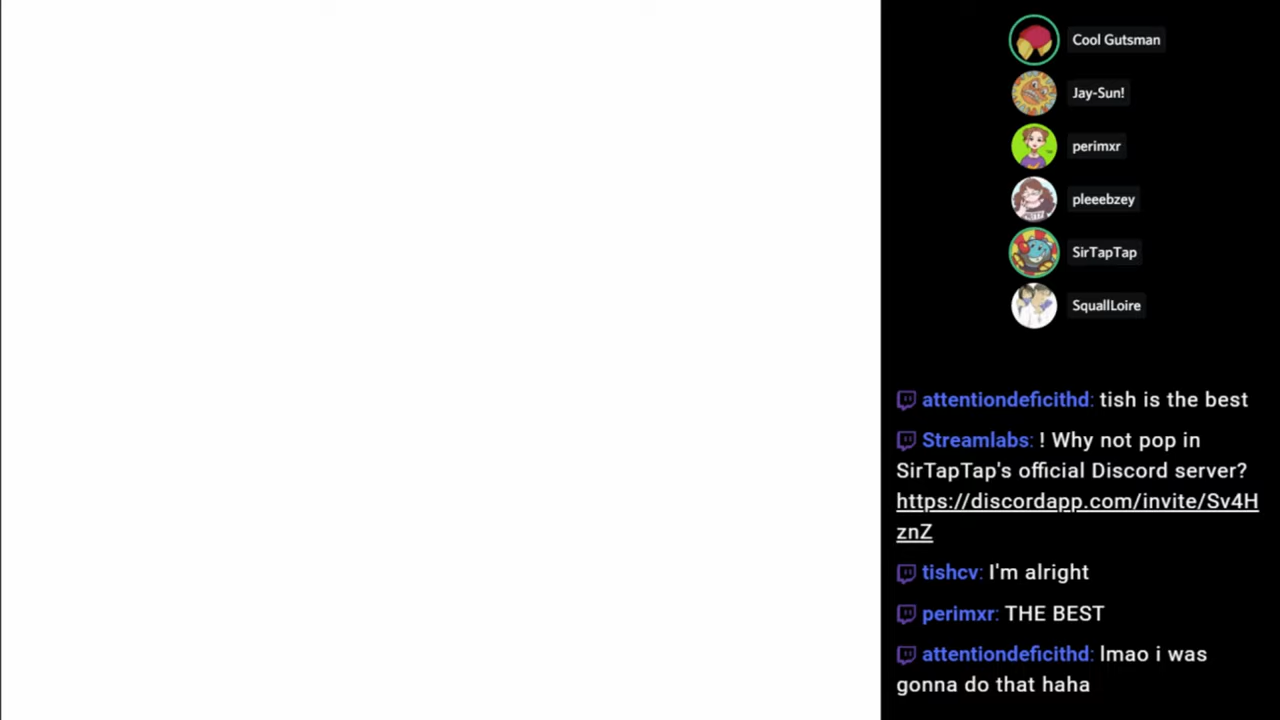 Cool Gutsman
Jay-Sun!
perimxr
pleeebzey
SirTapTap
SquallLoire
attentiondeficithd: tish is the best
Streamlabs: ! Why not pop in
SirTapTap's official Discord server?
https://discordapp.com/invite/Sv4H
znZ
tishcv: I'm alright
perimxr: THE BEST
attentiondeficithd: lmao i was
gonna do that haha